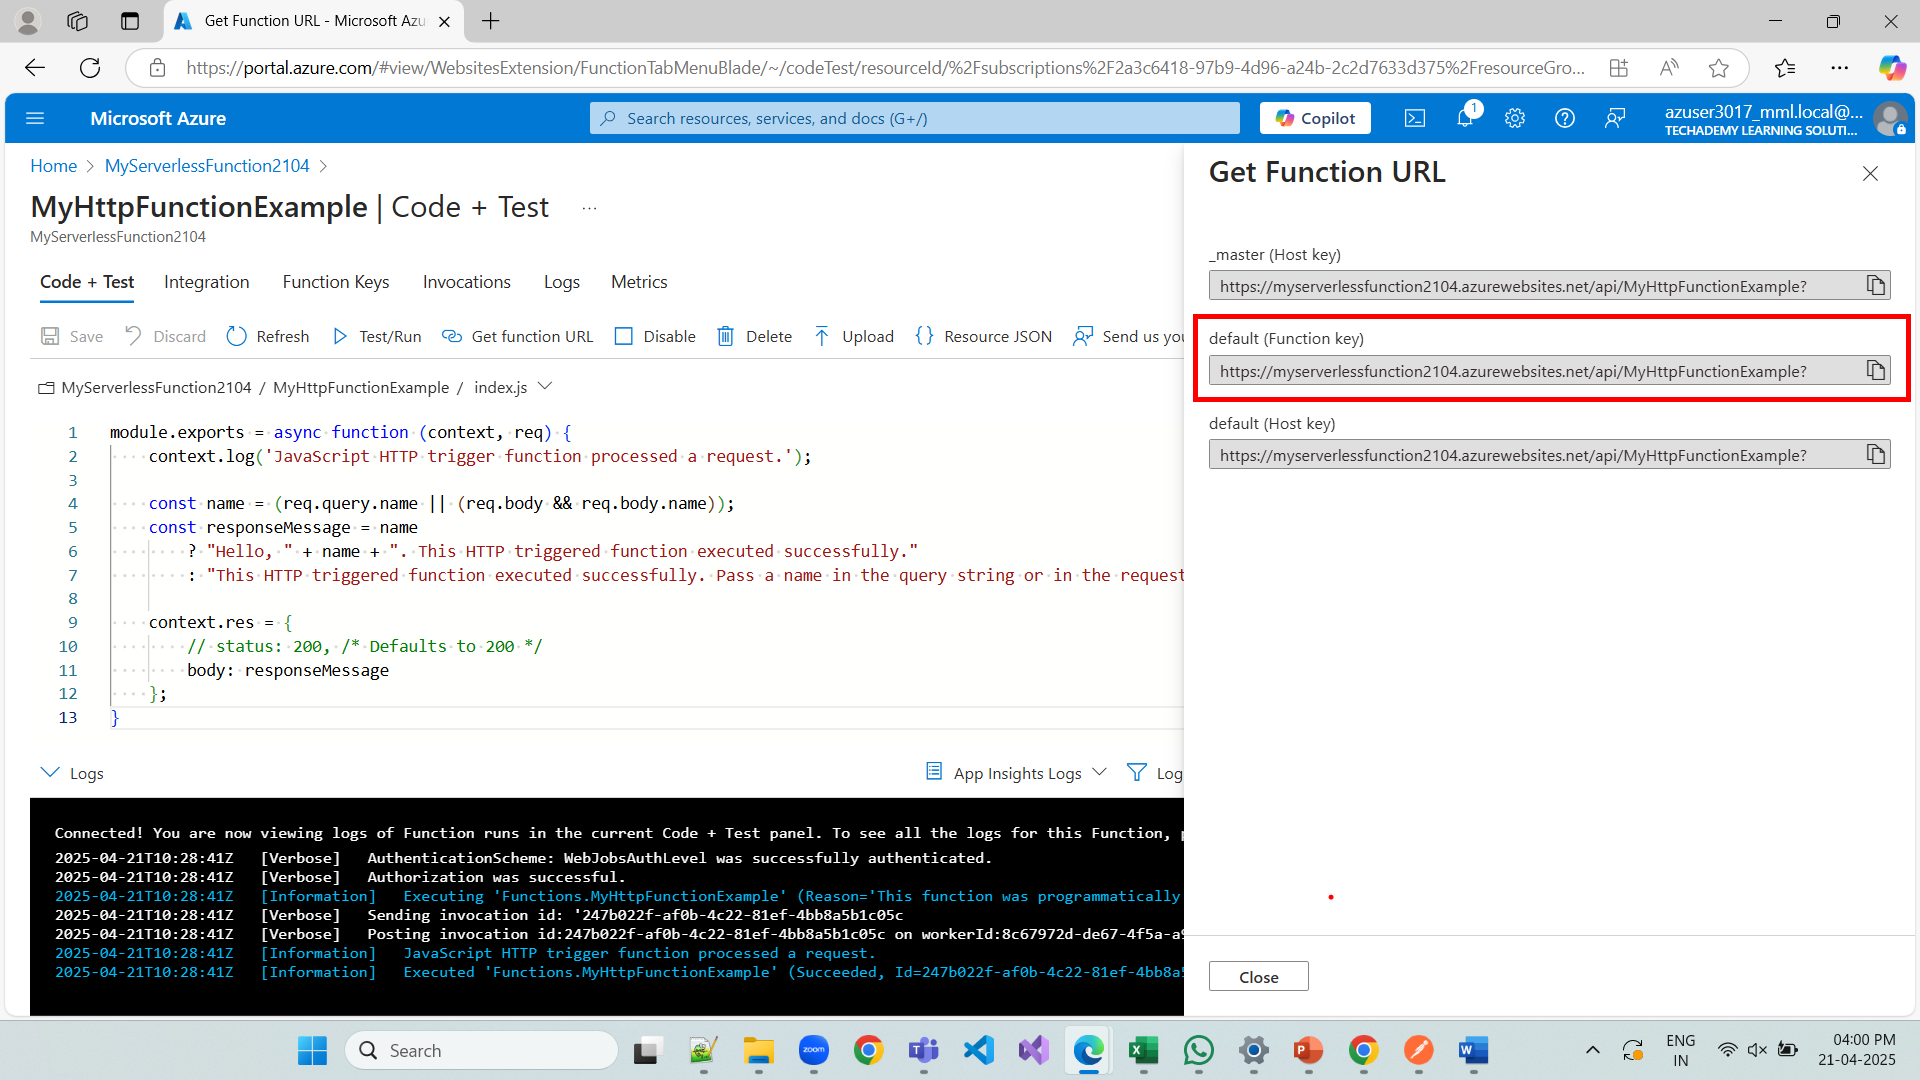 Get Function URL - Microsoft Azu
https://portal.azure.com/#view/WebsitesExtension/FunctionTabMenuBlade/~/codeTest/resourceId/%2Fsubscriptions%2F2a3c6418-97b9-4d96-a24b-2c2d7633d375%2FresourceGro...
Microsoft Azure
Search resources, services, and docs (G+/)
Copilot
1
azuser3017_mml.local@...
TECHADEMY LEARNING SOLUTI...
Home > MyServerlessFunction2104 >
MyHttpFunctionExample | Code + Test ...
MyServerlessFunction2104
Code + Test Integration Function Keys Invocations Logs Metrics
Save Discard Refresh Test/Run Get function URL Disable Delete Upload Resource JSON Send us you
MyServerlessFunction2104 / MyHttpFunctionExample / index.js
1 module.exports = async function (context, req) {
2 context.log('JavaScript HTTP trigger function processed a request.');
3
4 const name = (req.query.name || (req.body && req.body.name));
5 const responseMessage = name
6 ? "Hello, " + name + ". This HTTP triggered function executed successfully."
7 : "This HTTP triggered function executed successfully. Pass a name in the query string or in the request
8
9 context.res = {
10 // status: 200, /* Defaults to 200 */
11 body: responseMessage
12 };
13 }
Logs
App Insights Logs
Log
Connected! You are now viewing logs of Function runs in the current Code + Test panel. To see all the logs for this Function, p
2025-04-21T10:28:41Z [Verbose] AuthenticationScheme: WebJobsAuthLevel was successfully authenticated.
2025-04-21T10:28:41Z [Verbose] Authorization was successful.
2025-04-21T10:28:41Z [Information] Executing 'Functions.MyHttpFunctionExample' (Reason='This function was programmatically
2025-04-21T10:28:41Z [Verbose] Sending invocation id: '247b022f-af0b-4c22-81ef-4bb8a5b1c05c
2025-04-21T10:28:41Z [Verbose] Posting invocation id:247b022f-af0b-4c22-81ef-4bb8a5b1c05c on workerId:8c67972d-de67-4f5a-a9
2025-04-21T10:28:41Z [Information] JavaScript HTTP trigger function processed a request.
2025-04-21T10:28:41Z [Information] Executed 'Functions.MyHttpFunctionExample' (Succeeded, Id=247b022f-af0b-4c22-81ef-4bb8a5
Get Function URL
_master (Host key)
https://myserverlessfunction2104.azurewebsites.net/api/MyHttpFunctionExample?
default (Function key)
https://myserverlessfunction2104.azurewebsites.net/api/MyHttpFunctionExample?
default (Host key)
https://myserverlessfunction2104.azurewebsites.net/api/MyHttpFunctionExample?
Close
Search
zoom
ENG
IN
04:00 PM
21-04-2025